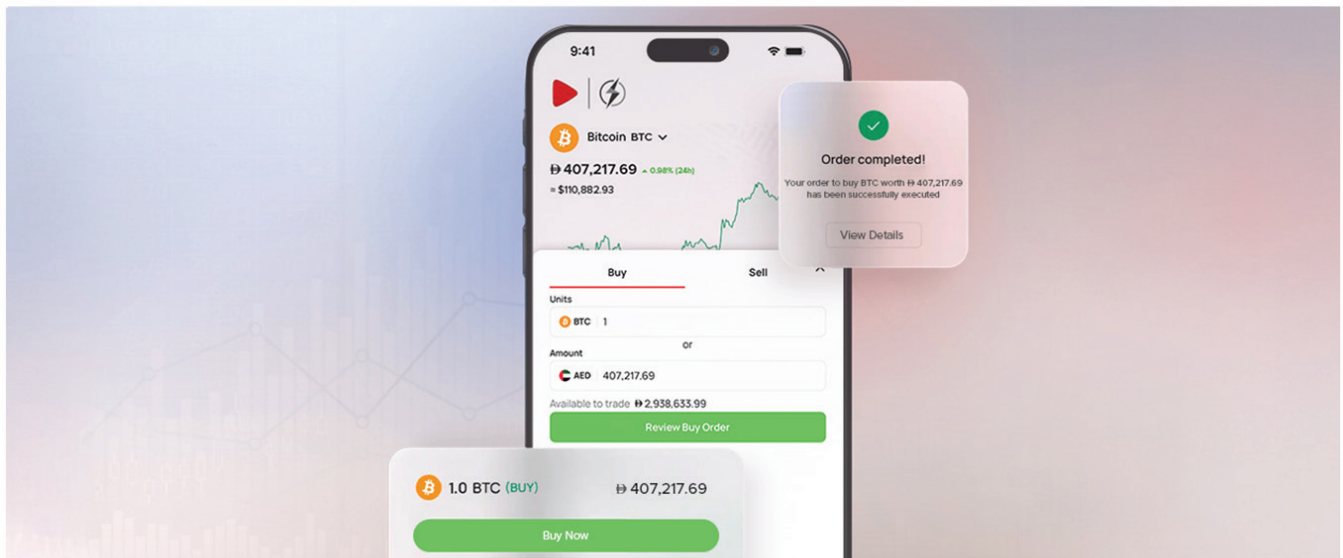 9:41
Bitcoin BTC
407,217.69 0.98% (24h)
≈ $110,882.93
Order completed!
Your order to buy BTC worth 407,217.69
has been successfully executed
View Details
Buy Sell
Units
BTC 1
or
Amount
AED 407,217.69
Available to trade 2,938,633.99
Review Buy Order
1.0 BTC (BUY) 407,217.69
Buy Now